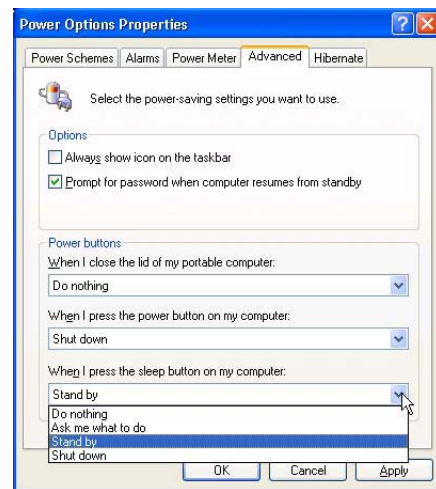 Power Options Properties
Power Schemes Alarms Power Meter Advanced Hibernate
Select the power-saving settings you want to use.
Options
Always show icon on the taskbar
Prompt for password when computer resumes from standby
Power buttons
When I close the lid of my portable computer:
Do nothing
When I press the power button on my computer:
Shut down
When I press the sleep button on my computer:
Stand by
Do nothing
Ask me what to do
Stand by
Shut down
OK Cancel Apply